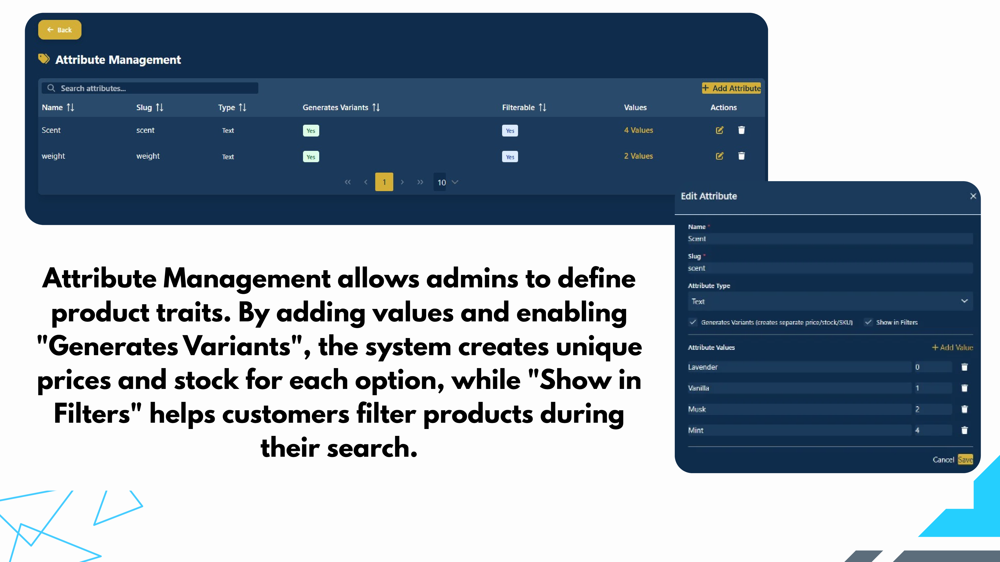 Back
Attribute Management
Search attributes...
+ Add Attribute
Name Slug Type Generates Variants Filterable Values Actions
Scent scent Text Yes Yes 4 Values
weight weight Text Yes Yes 2 Values
« ‹ 1 › » 10
Edit Attribute
Name *
Scent
Slug *
scent
Attribute Type
Text
Generates Variants (creates separate price/stock/SKU) Show in Filters
Attribute Values + Add Value
Lavender 0
Vanilla 1
Musk 2
Mint 4
Cancel Save
Attribute Management allows admins to define
product traits. By adding values and enabling
"Generates Variants", the system creates unique
prices and stock for each option, while "Show in
Filters" helps customers filter products during
their search.